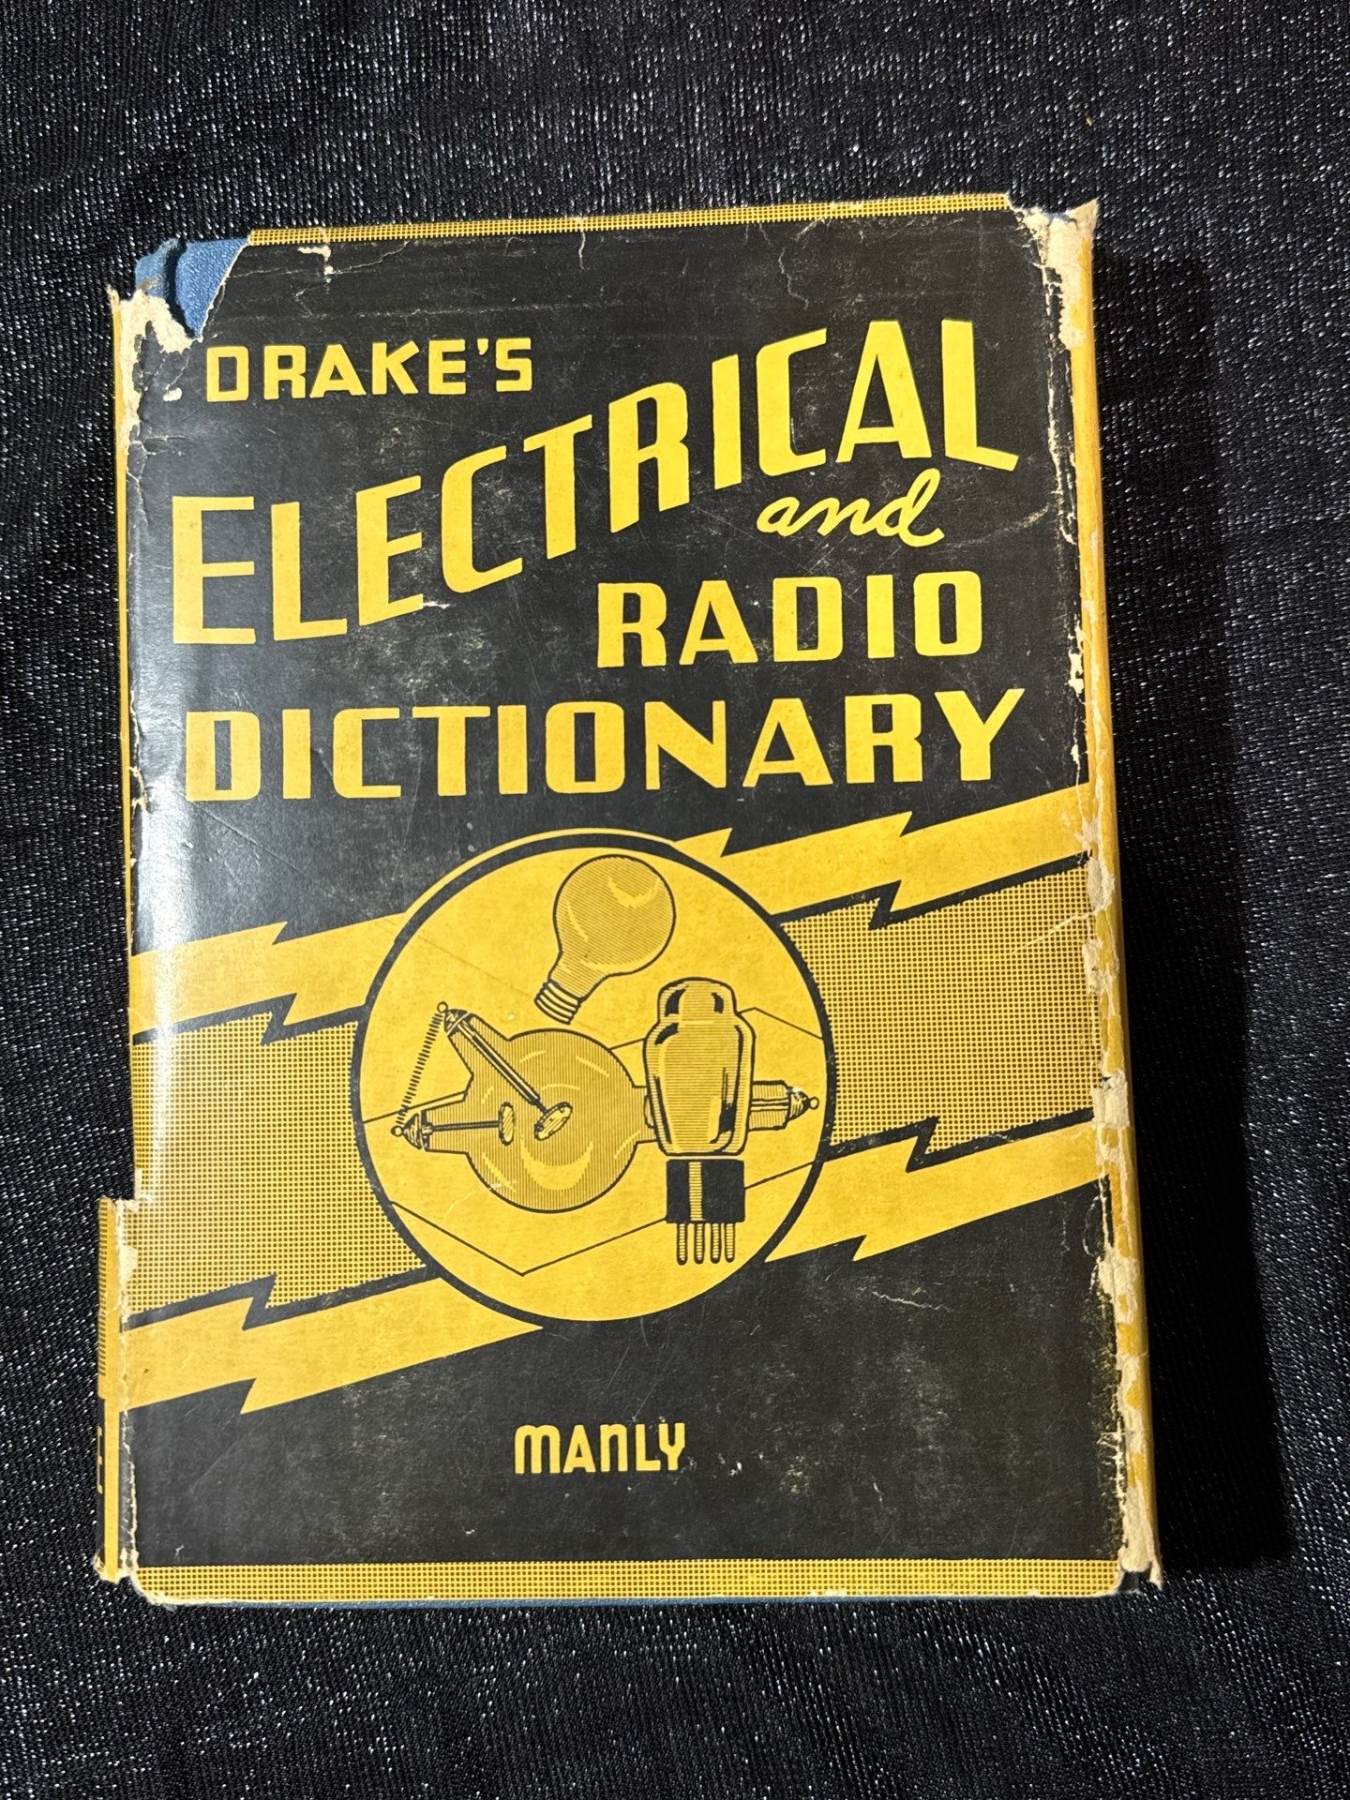 DRAKE'S
ELECTRICAL
and
RADIO
DICTIONARY
MANLY